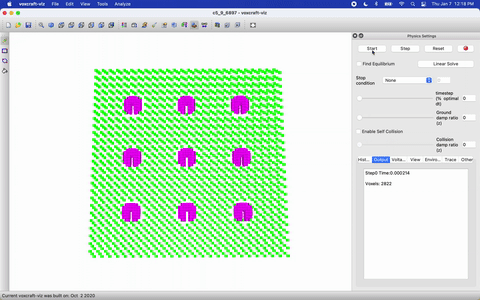 voxcraft-viz File Edit View Tools Analyze
Thu Jan 7 12:18 PM
c5_9_6897 - voxcraft-viz
Physics Settings
Start Step Reset
Find Equilibrium Linear Solve
Stop condition None 0
timestep (% optimal dt) 0
Ground damp ratio (z) 0
Enable Self Collision
Collision damp ratio (z) 0
Hist... Output Volta... View Enviro... Trace Other
Step0 Time:0.000214
Voxels: 2822
Current voxcraft-viz was built on: Oct 2 2020